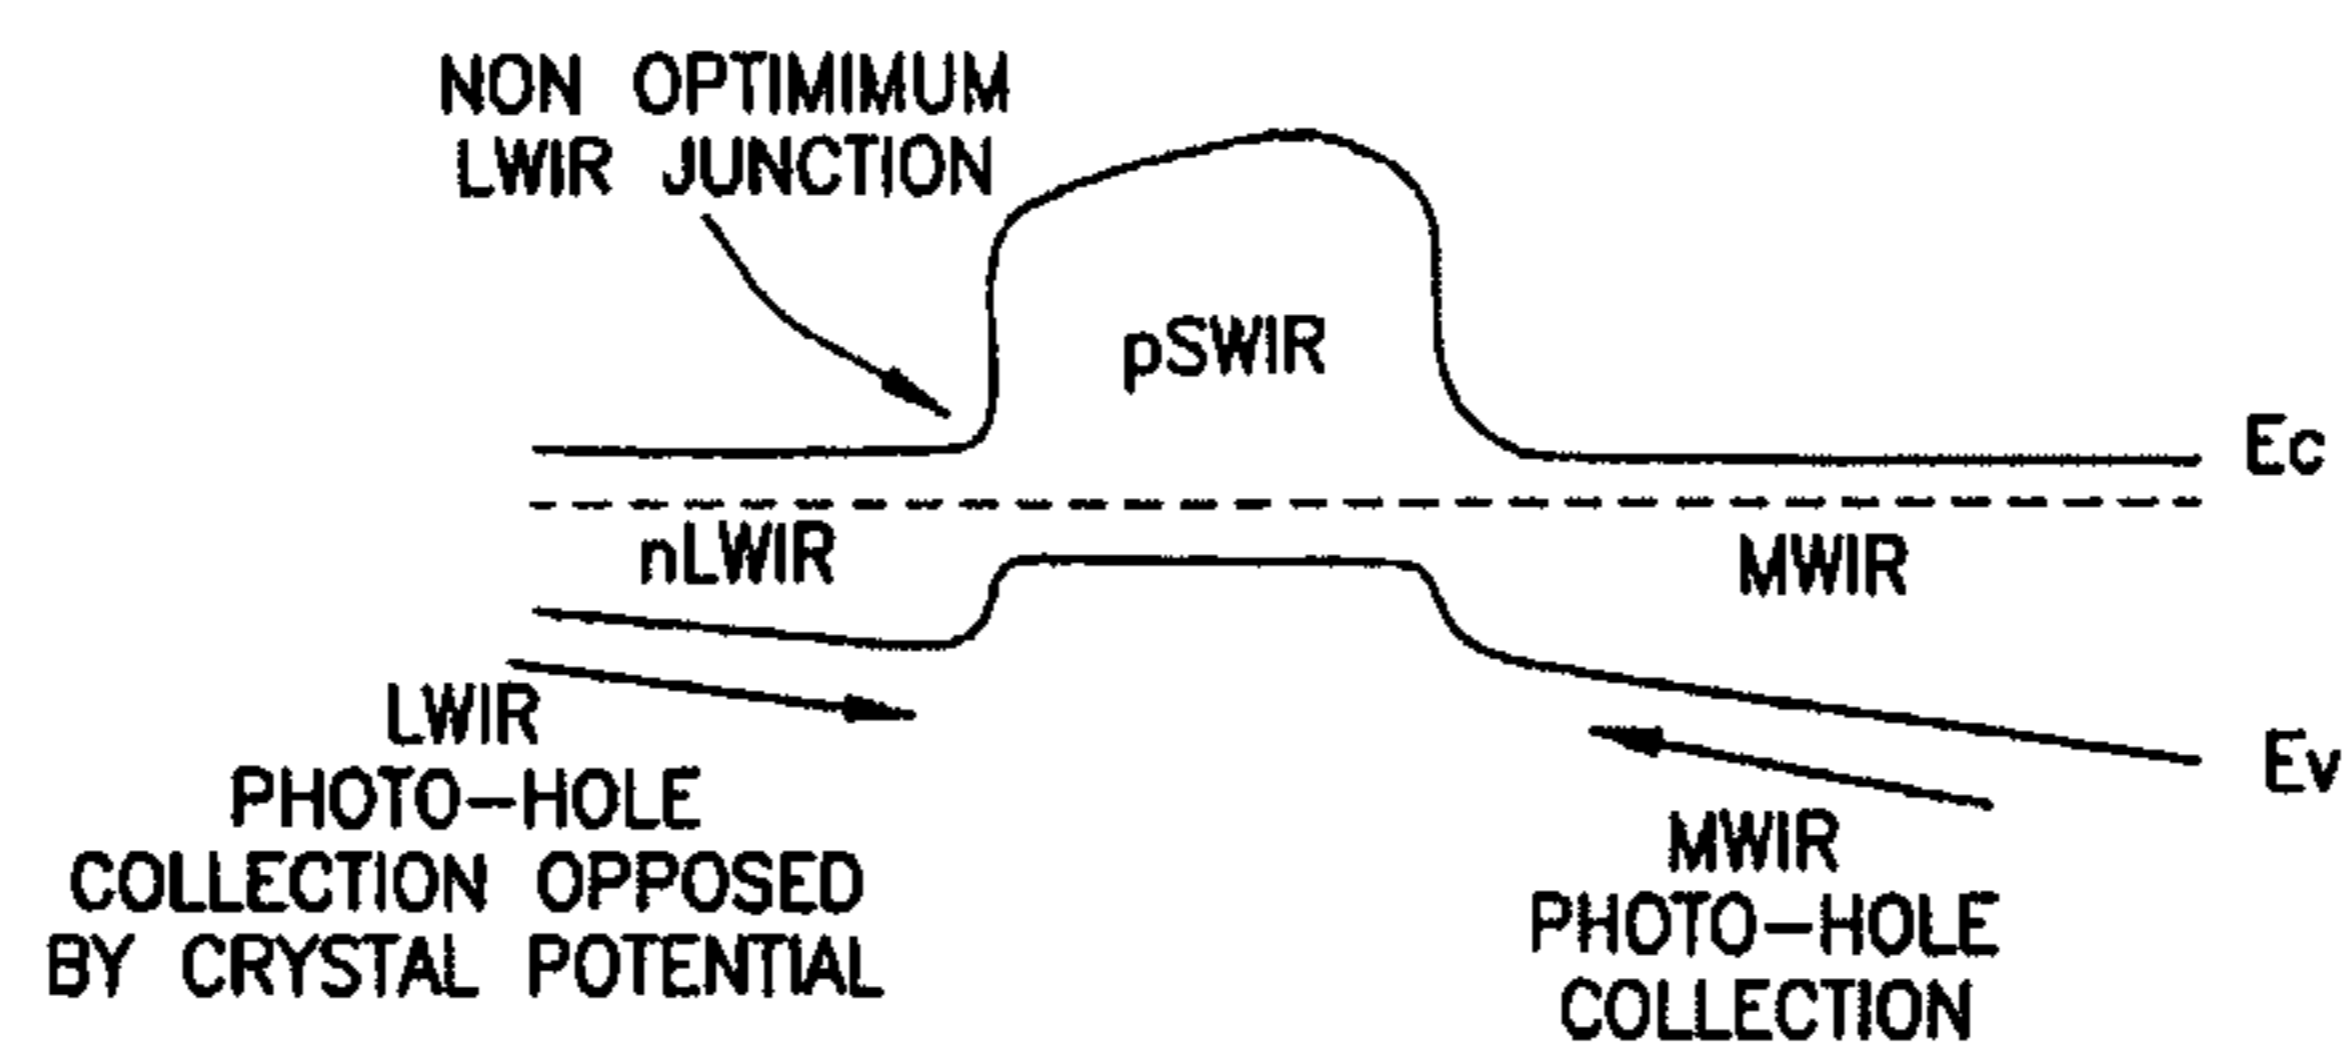 NON OPTIMIMUM
LWIR JUNCTION
pSWIR
Ec
nLWIR
MWIR
Ev
LWIR
PHOTO-HOLE
COLLECTION OPPOSED
BY CRYSTAL POTENTIAL
MWIR
PHOTO-HOLE
COLLECTION